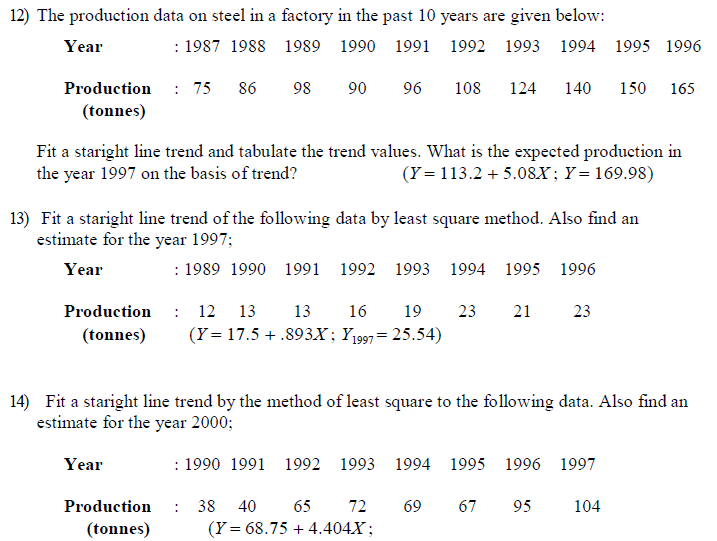 12) The production data on steel in a factory in the past 10 years are given below:
Year : 1987 1988 1989 1990 1991 1992 1993 1994 1995 1996
Production : 75 86 98 90 96 108 124 140 150 165
(tonnes)
Fit a staright line trend and tabulate the trend values. What is the expected production in
the year 1997 on the basis of trend? (Y = 113.2 + 5.08X ; Y = 169.98)
13) Fit a staright line trend of the following data by least square method. Also find an
estimate for the year 1997;
Year : 1989 1990 1991 1992 1993 1994 1995 1996
Production : 12 13 13 16 19 23 21 23
(tonnes) (Y = 17.5 + .893X ; Y1997 = 25.54)
14) Fit a staright line trend by the method of least square to the following data. Also find an
estimate for the year 2000;
Year : 1990 1991 1992 1993 1994 1995 1996 1997
Production : 38 40 65 72 69 67 95 104
(tonnes) (Y = 68.75 + 4.404X ;